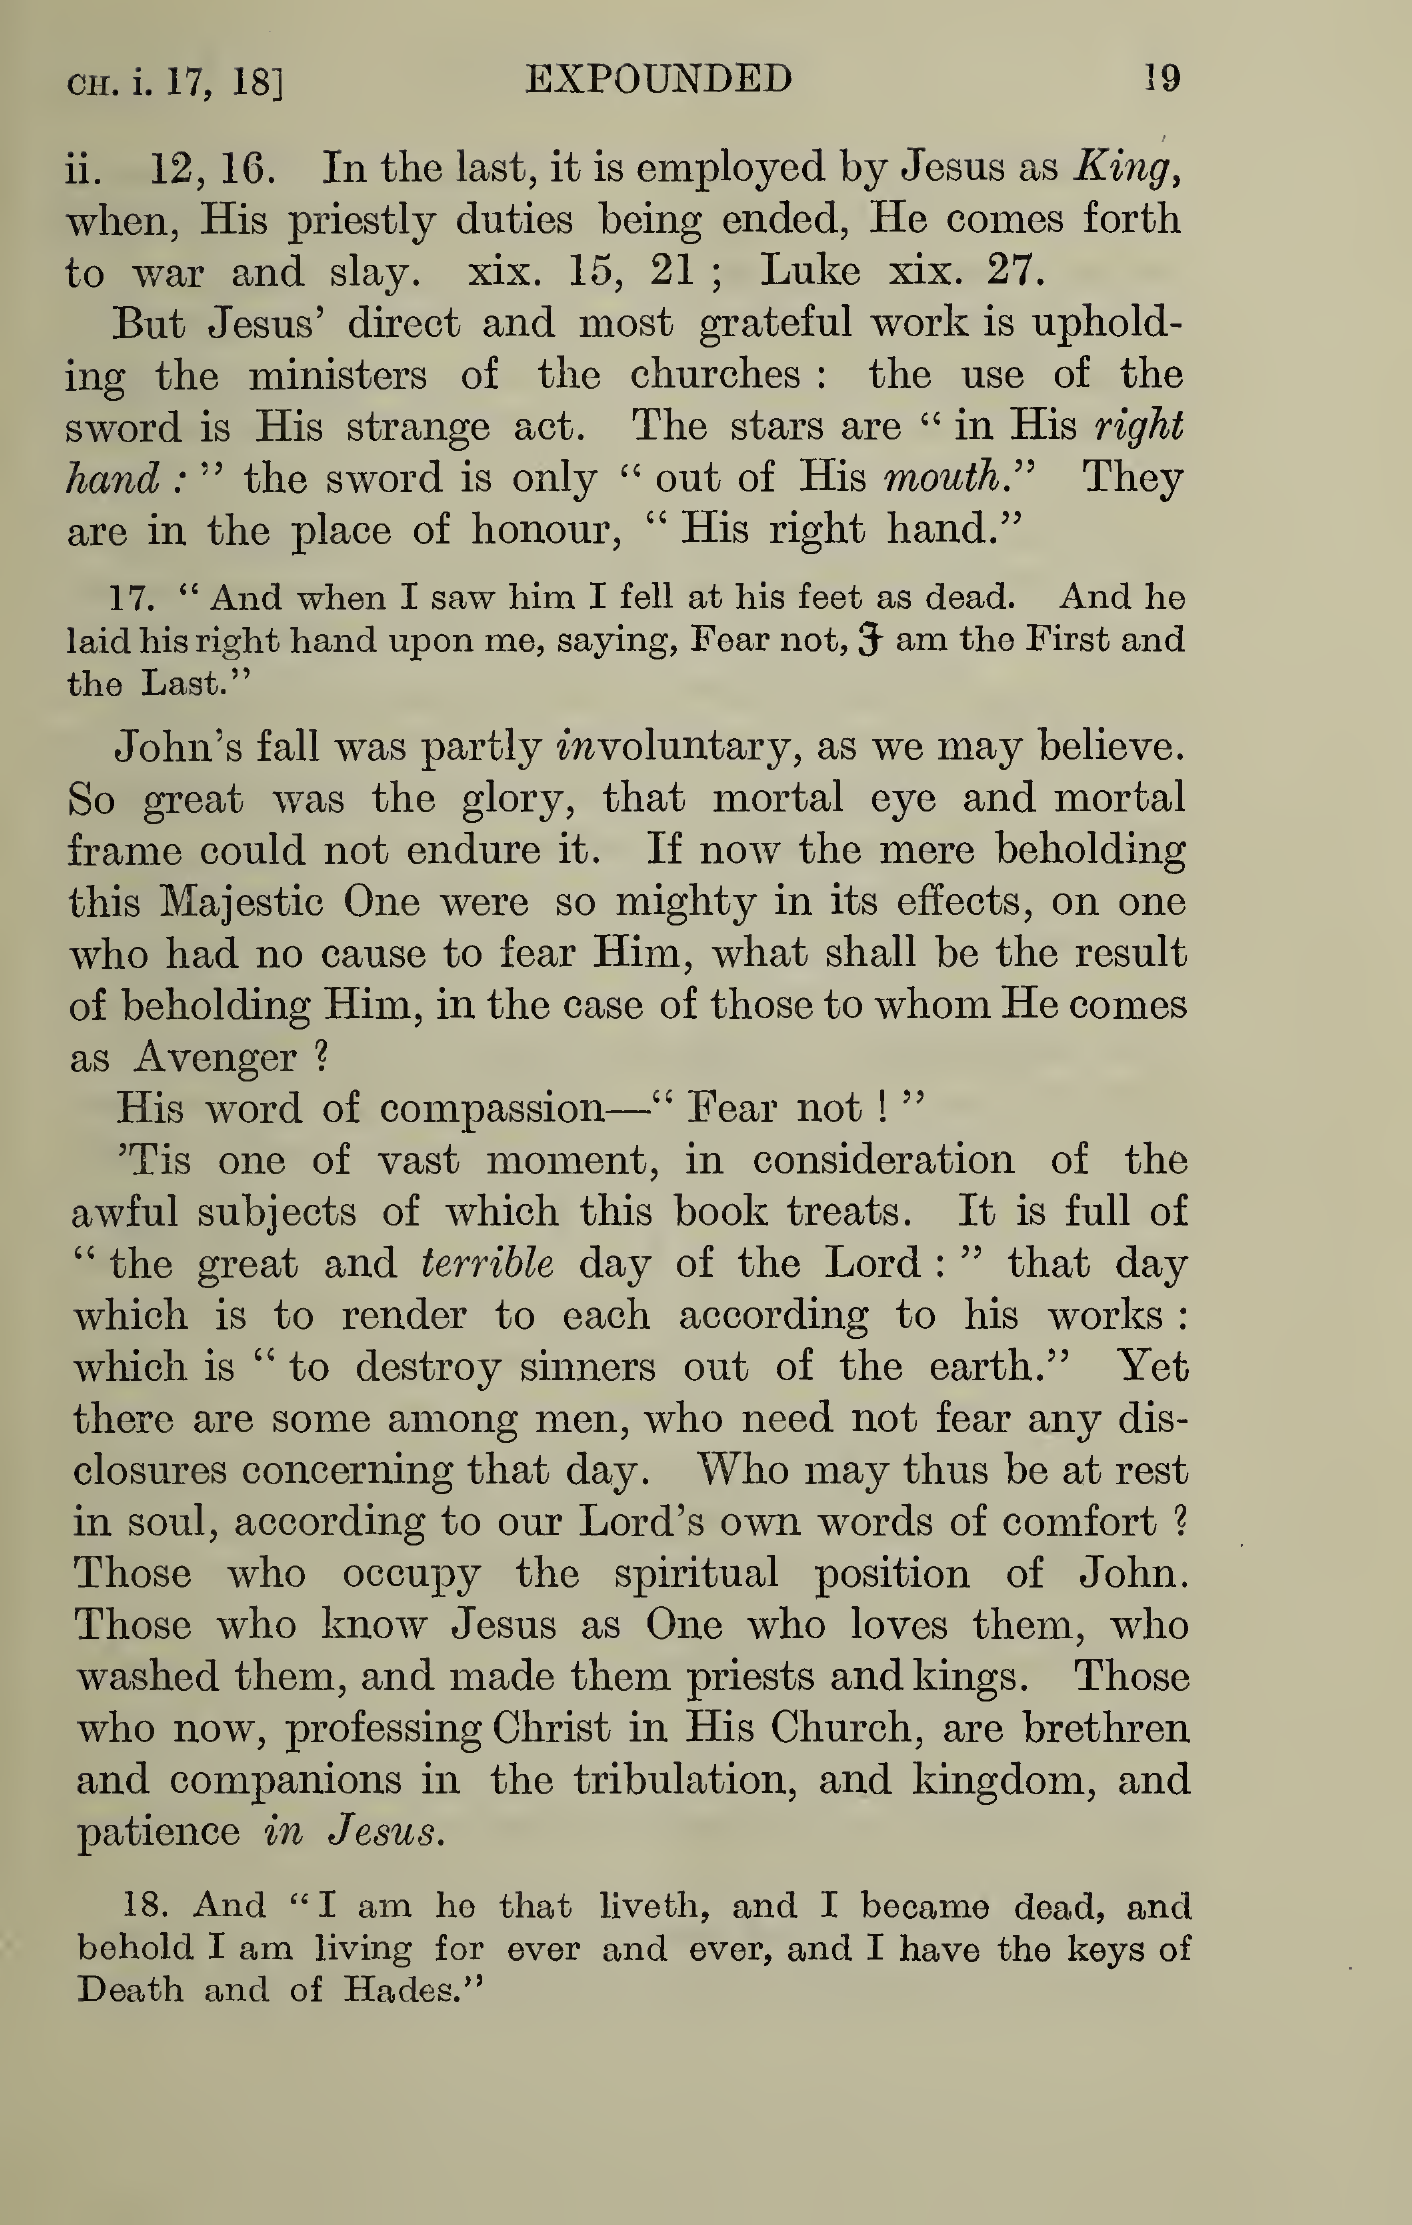 CH. i. 17, 18] EXPOUNDED 19
ii. 12, 16. In the last, it is employed by Jesus as King,
when, His priestly duties being ended, He comes forth
to war and slay. xix. 15, 21 ; Luke xix. 27.
But Jesus’ direct and most grateful work is uphold-
ing the ministers of the churches : the use of the
sword is His strange act. The stars are “ in His right
hand : ” the sword is only “ out of His mouth.” They
are in the place of honour, “ His right hand.”
17. “ And when I saw him I fell at his feet as dead. And he
laid his right hand upon me, saying, Fear not, I am the First and
the Last.”
John’s fall was partly involuntary, as we may believe.
So great was the glory, that mortal eye and mortal
frame could not endure it. If now the mere beholding
this Majestic One were so mighty in its effects, on one
who had no cause to fear Him, what shall be the result
of beholding Him, in the case of those to whom He comes
as Avenger ?
His word of compassion—“ Fear not ! ”
’Tis one of vast moment, in consideration of the
awful subjects of which this book treats. It is full of
“ the great and terrible day of the Lord : ” that day
which is to render to each according to his works :
which is “ to destroy sinners out of the earth.” Yet
there are some among men, who need not fear any dis-
closures concerning that day. Who may thus be at rest
in soul, according to our Lord’s own words of comfort ?
Those who occupy the spiritual position of John.
Those who know Jesus as One who loves them, who
washed them, and made them priests and kings. Those
who now, professing Christ in His Church, are brethren
and companions in the tribulation, and kingdom, and
patience in Jesus.
18. And “ I am he that liveth, and I became dead, and
behold I am living for ever and ever, and I have the keys of
Death and of Hades.”